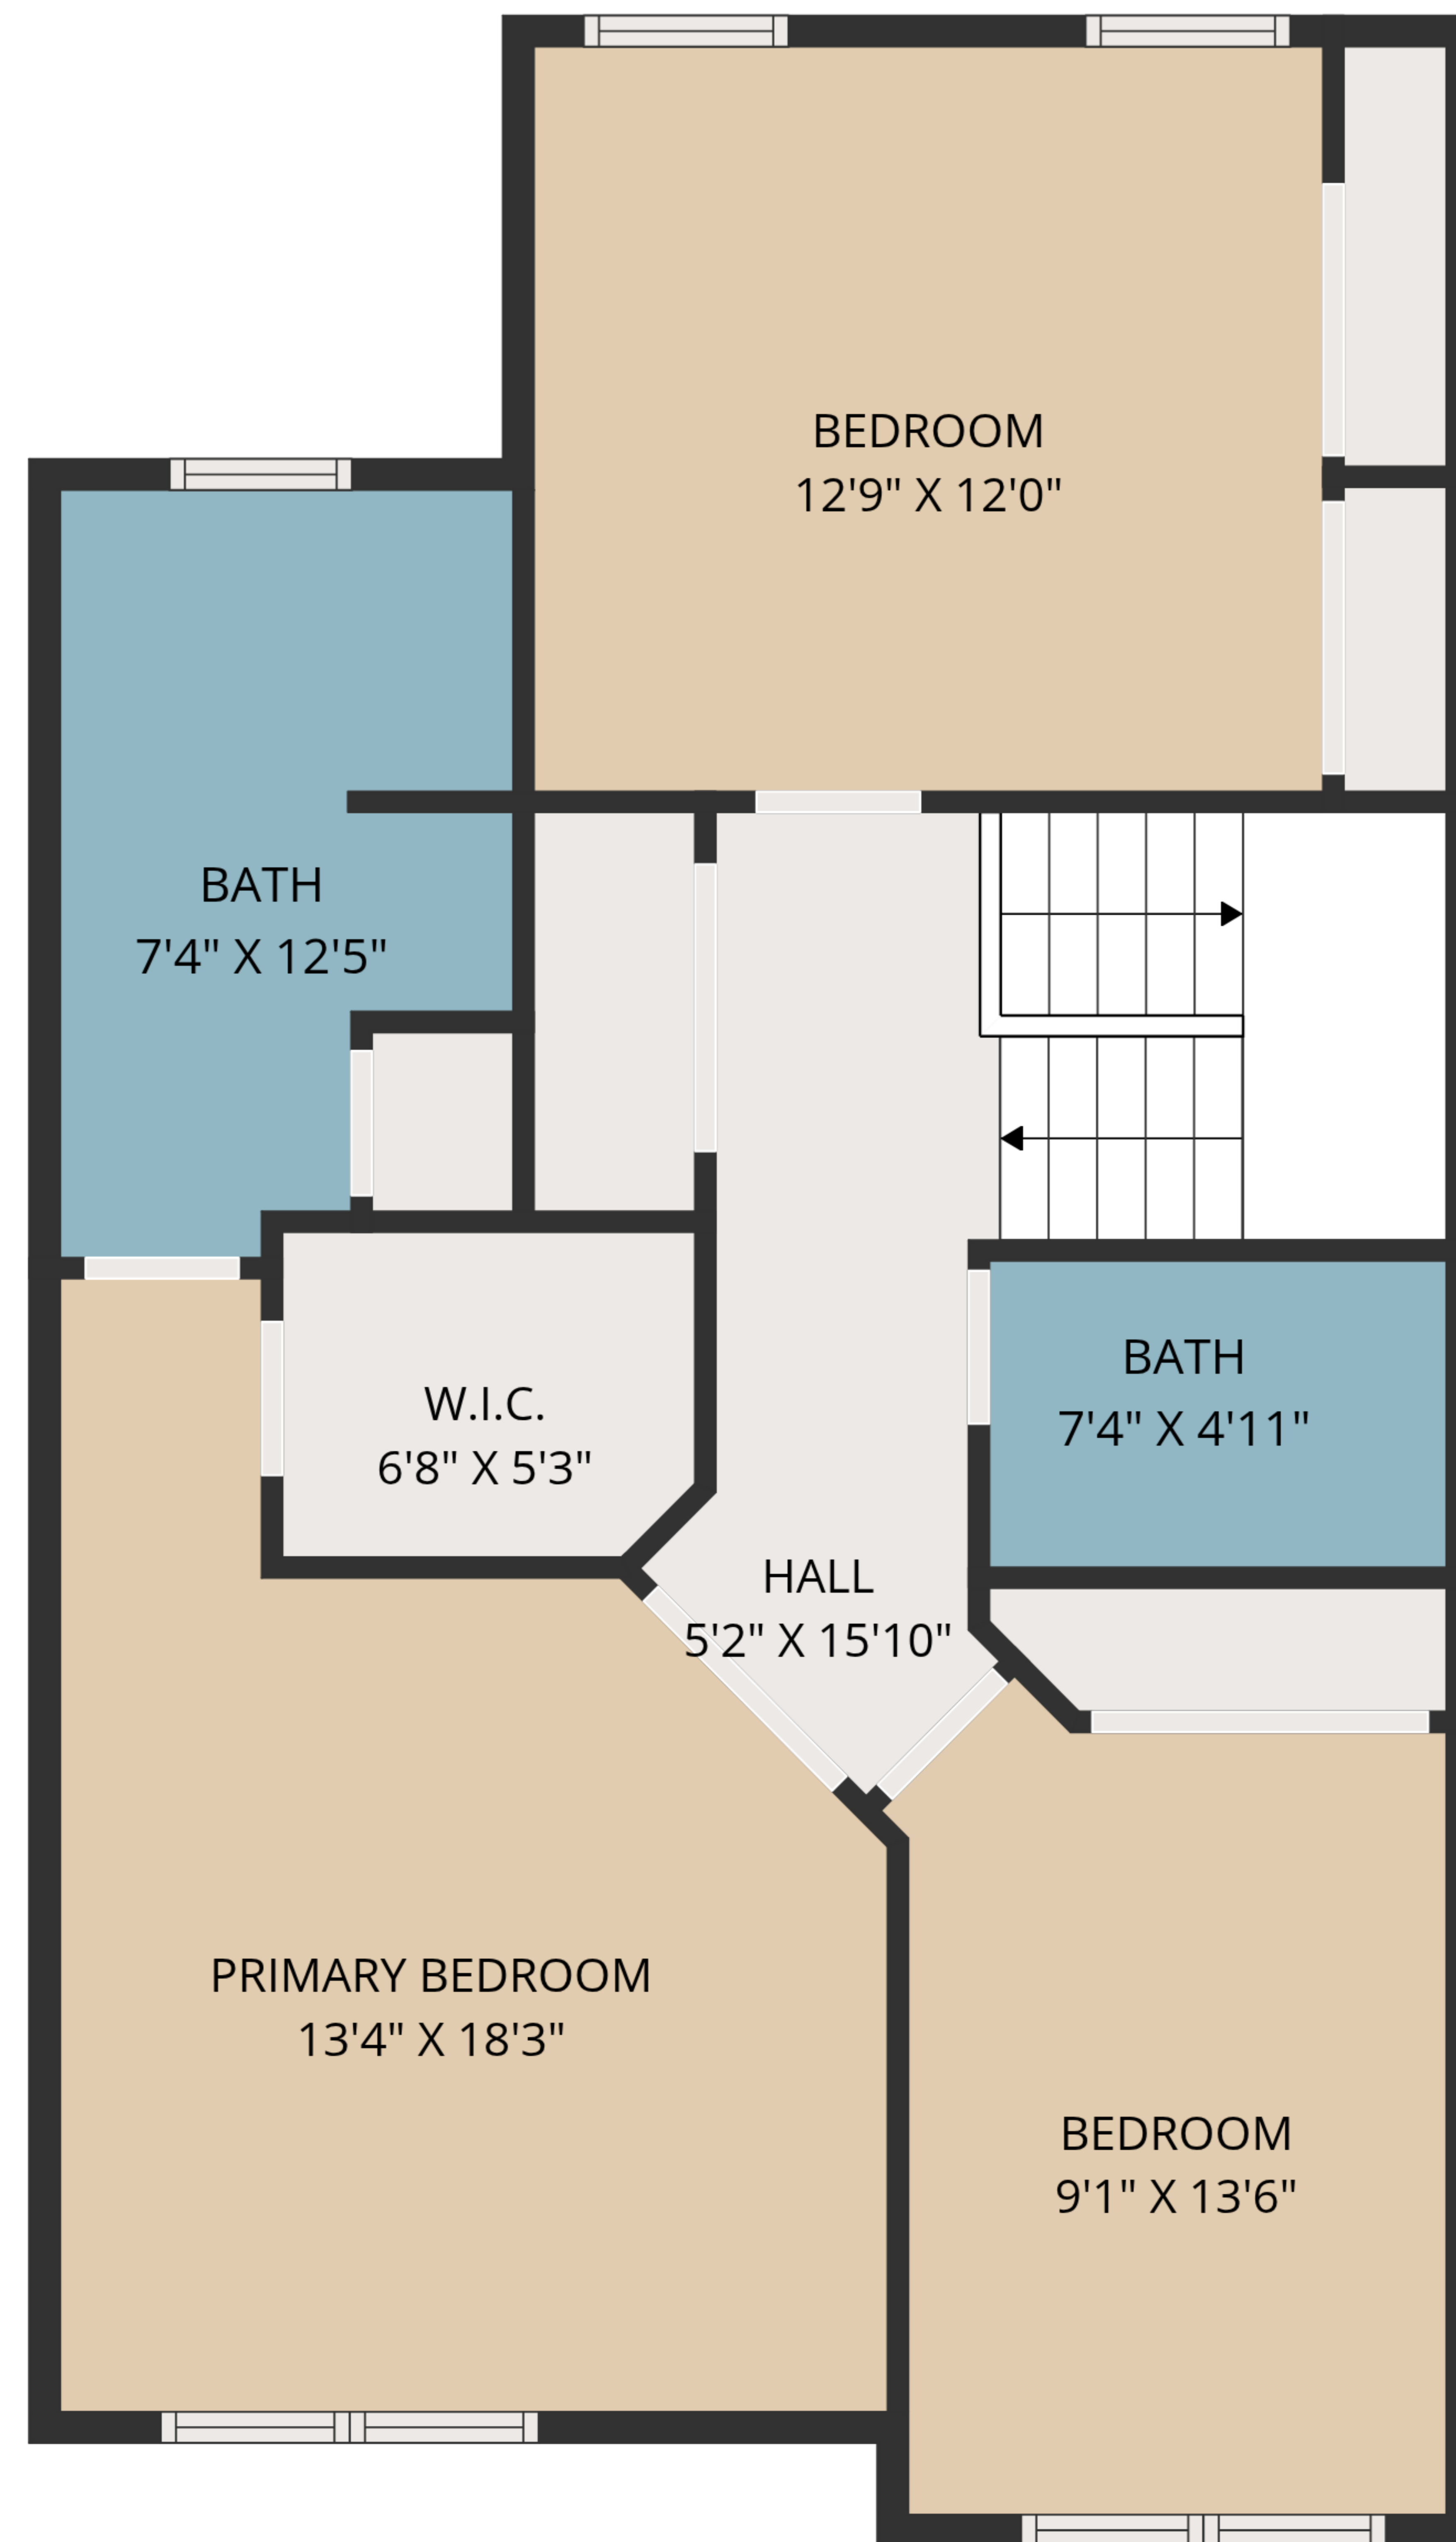 BEDROOM
12'9" X 12'0"
BATH
7'4" X 12'5"
BATH
7'4" X 4'11"
W.I.C.
6'8" X 5'3"
HALL
5'2" X 15'10"
PRIMARY BEDROOM
13'4" X 18'3"
BEDROOM
9'1" X 13'6"